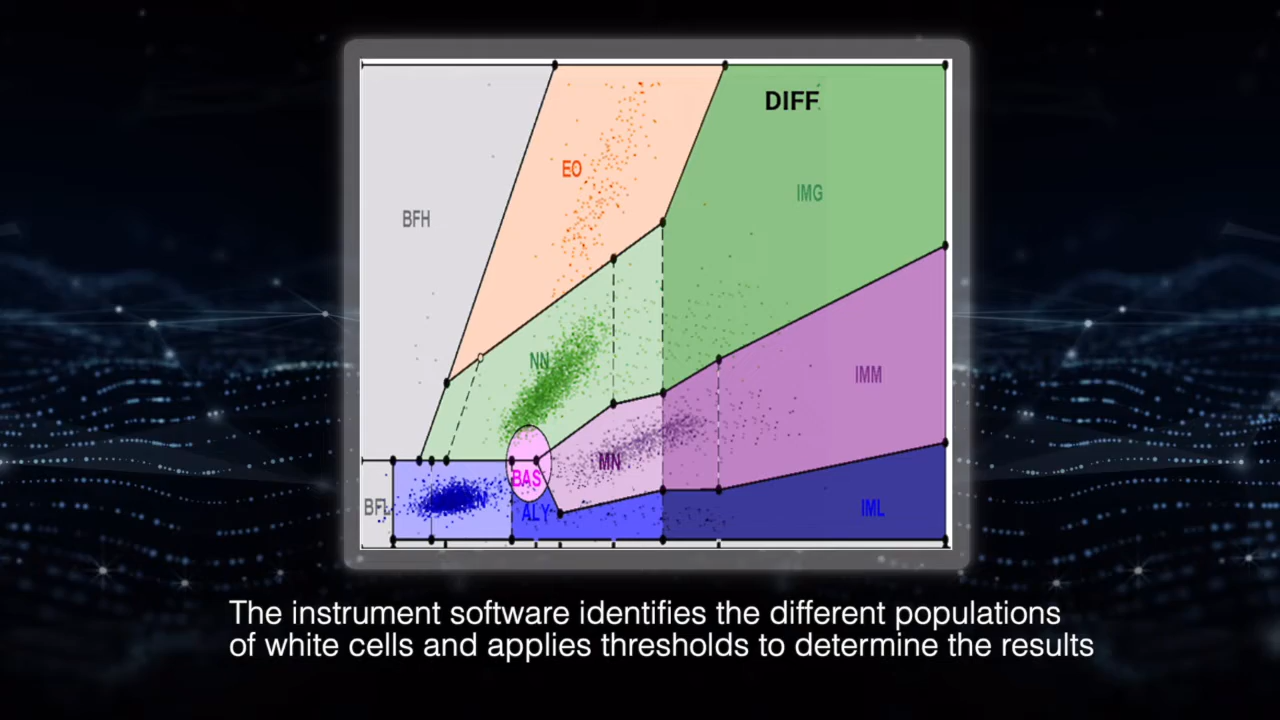 DIFF
EO
IMG
BFH
NN
IMM
MN
BAS
BFL
ALY
IML
The instrument software identifies the different populations
of white cells and applies thresholds to determine the results